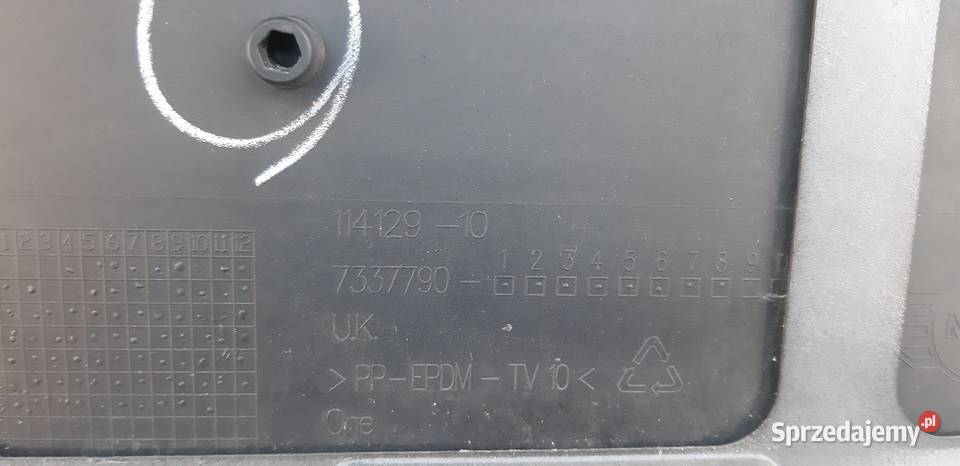 114129-10
1 2 3 4 5 6 7 8 9 10 11 12
7337790- 1 2 3 4 5 6 7 8 9
UK
>PP-EPDM-TV10<
One
Sprzedajemy.pl